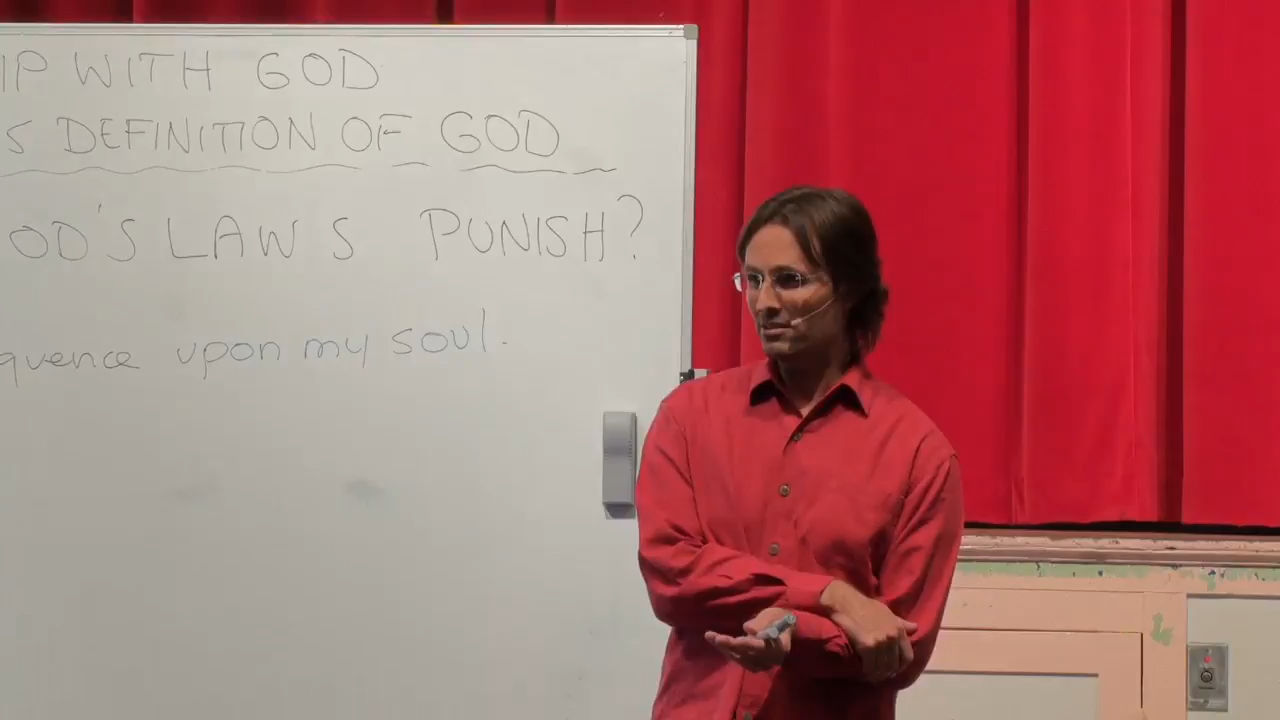 IP WITH GOD
S DEFINITION OF GOD
OD'S LAWS PUNISH?
quence upon my soul.